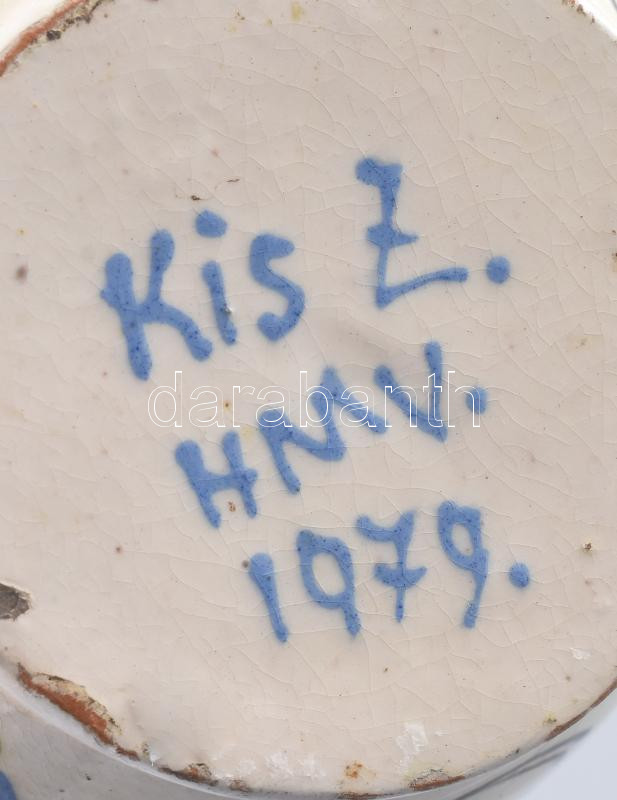 Kis Ł.
darabanth
HMV.
1979.